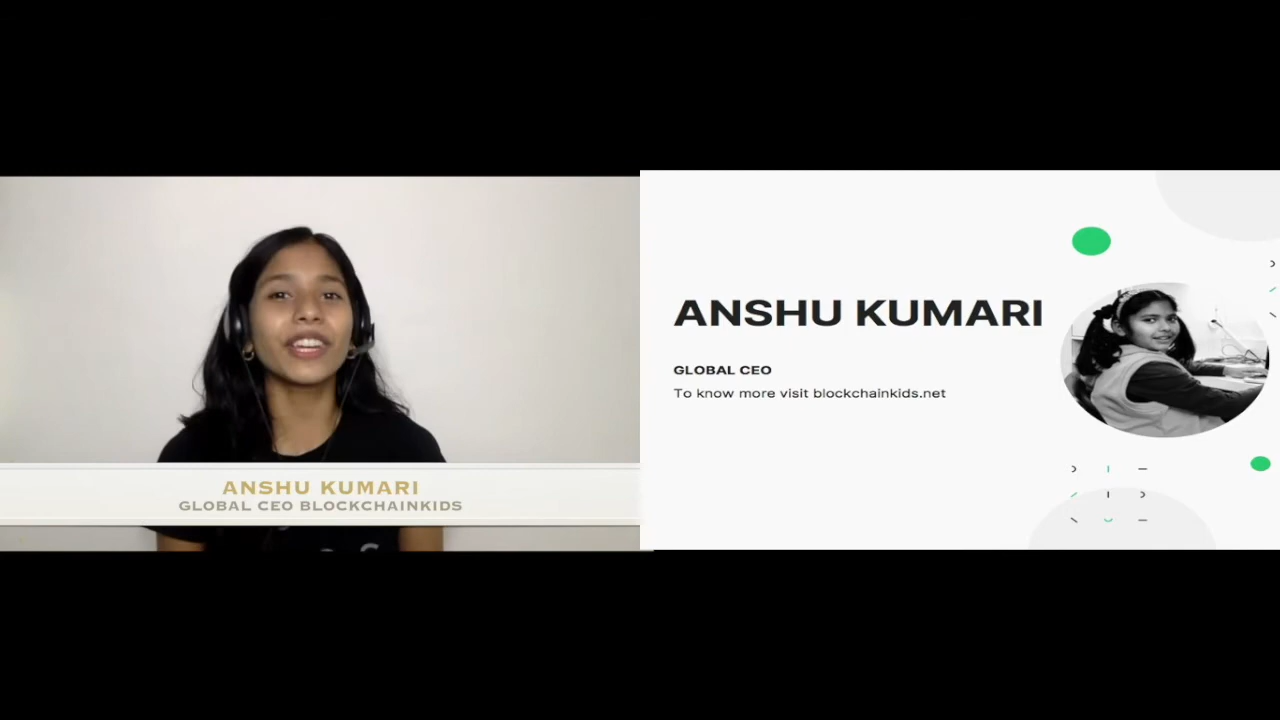 ANSHU KUMARI
GLOBAL CEO BLOCKCHAINKIDS
ANSHU KUMARI
GLOBAL CEO
To know more visit blockchainkids.net